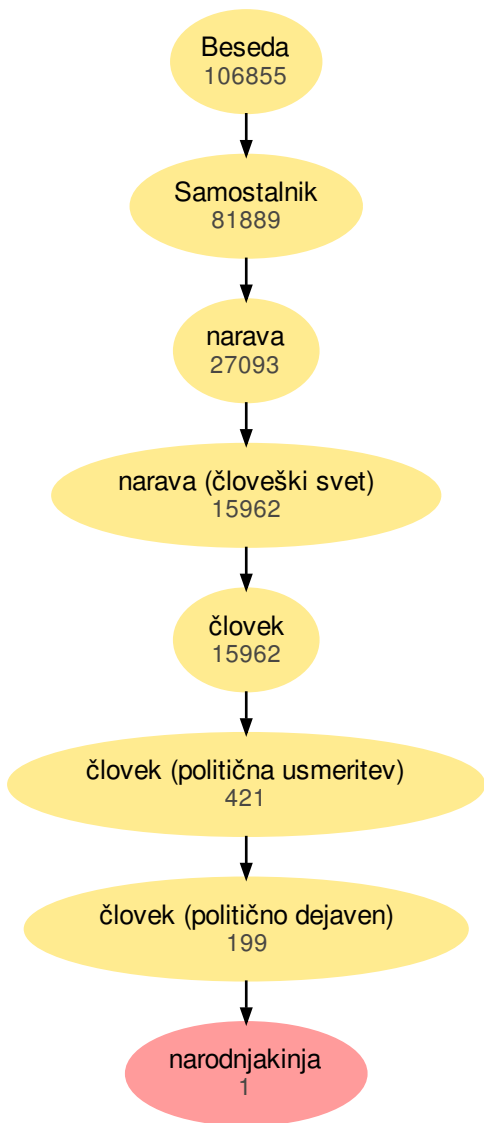 Beseda
106855
Samostalnik
81889
narava
27093
narava (človeški svet)
15962
človek
15962
človek (politična usmeritev)
421
človek (politično dejaven)
199
narodnjakinja
1